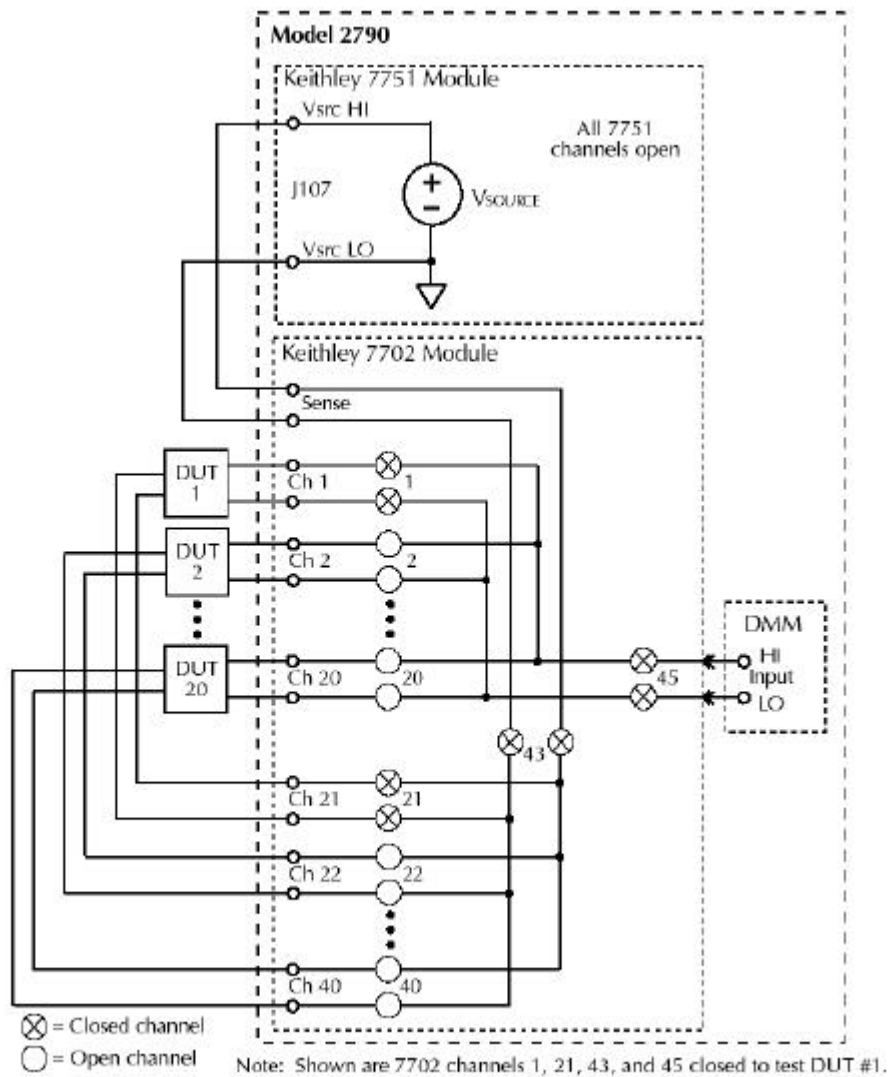 Model 2790
Keithley 7751 Module
Vsrc HI
All 7751
channels open
J107
+
−
VSOURCE
Vsrc LO
Keithley 7702 Module
Sense
DUT
1
Ch 1
1
DUT
2
Ch 2
2
DUT
20
Ch 20
20
45
DMM
HI
Input
LO
43
Ch 21
21
Ch 22
22
Ch 40
40
= Closed channel
= Open channel
Note: Shown are 7702 channels 1, 21, 43, and 45 closed to test DUT #1.